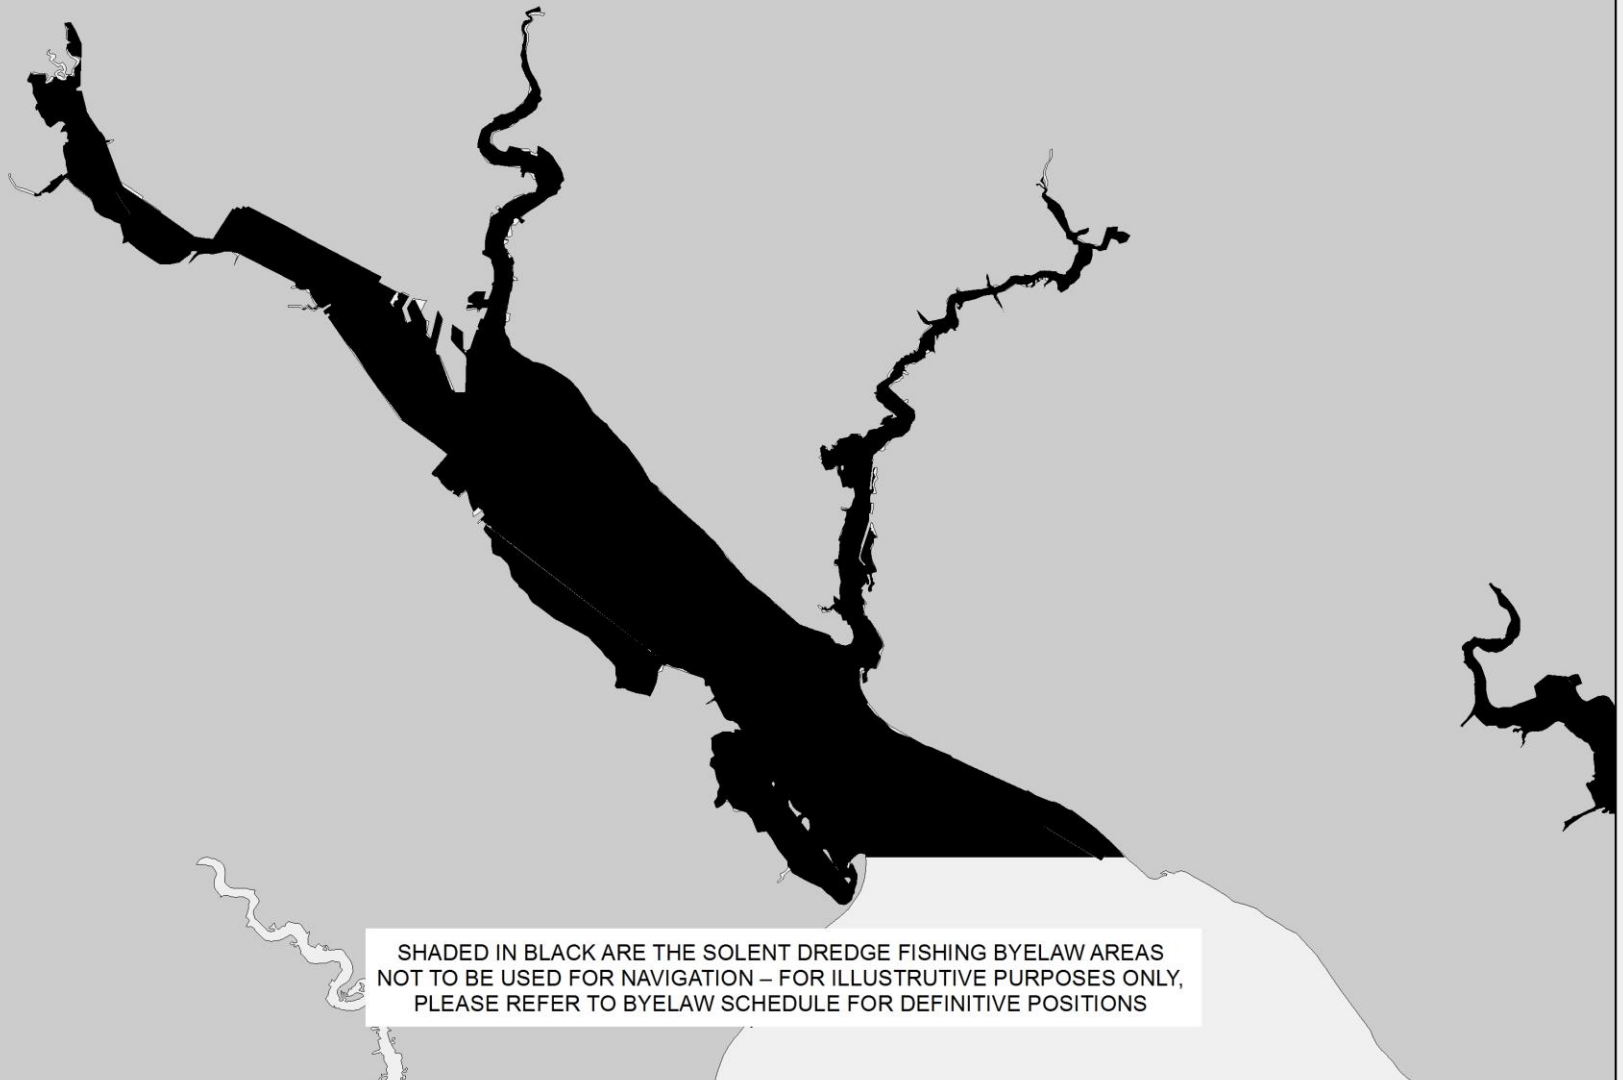 SHADED IN BLACK ARE THE SOLENT DREDGE FISHING BYELAW AREAS
NOT TO BE USED FOR NAVIGATION – FOR ILLUSTRUTIVE PURPOSES ONLY,
PLEASE REFER TO BYELAW SCHEDULE FOR DEFINITIVE POSITIONS